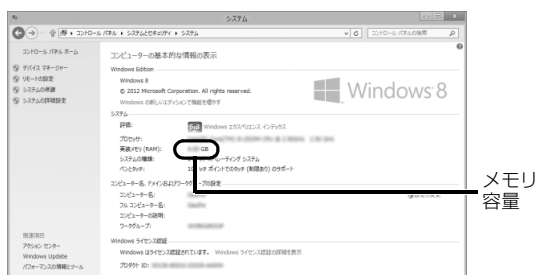 システム
コントロール パネル ▸ システムとセキュリティ ▸ システム
コントロール パネルの検索
コントロール パネル ホーム
デバイス マネージャー
リモートの設定
システムの保護
システムの詳細設定
コンピューターの基本的な情報の表示
Windows Edition
Windows 8
© 2012 Microsoft Corporation. All rights reserved.
Windows の新しいエディションで機能を増やす
Windows 8
システム
評価:
Windows エクスペリエンス インデックス
プロセッサ:
実装メモリ (RAM):
GB
システムの種類:
レーティング システム
ペンとタッチ:
タッチ ポイントでのタッチ (制限あり) のサポート
メモリ
容量
コンピューター名、ドメインおよびワークグループの設定
コンピューター名:
フル コンピューター名:
コンピューターの説明:
ワークグループ:
Windows ライセンス認証
Windows はライセンス認証されています。 Windows ライセンス認証の詳細を表示
プロダクト ID:
関連項目
アクション センター
Windows Update
パフォーマンスの情報とツール